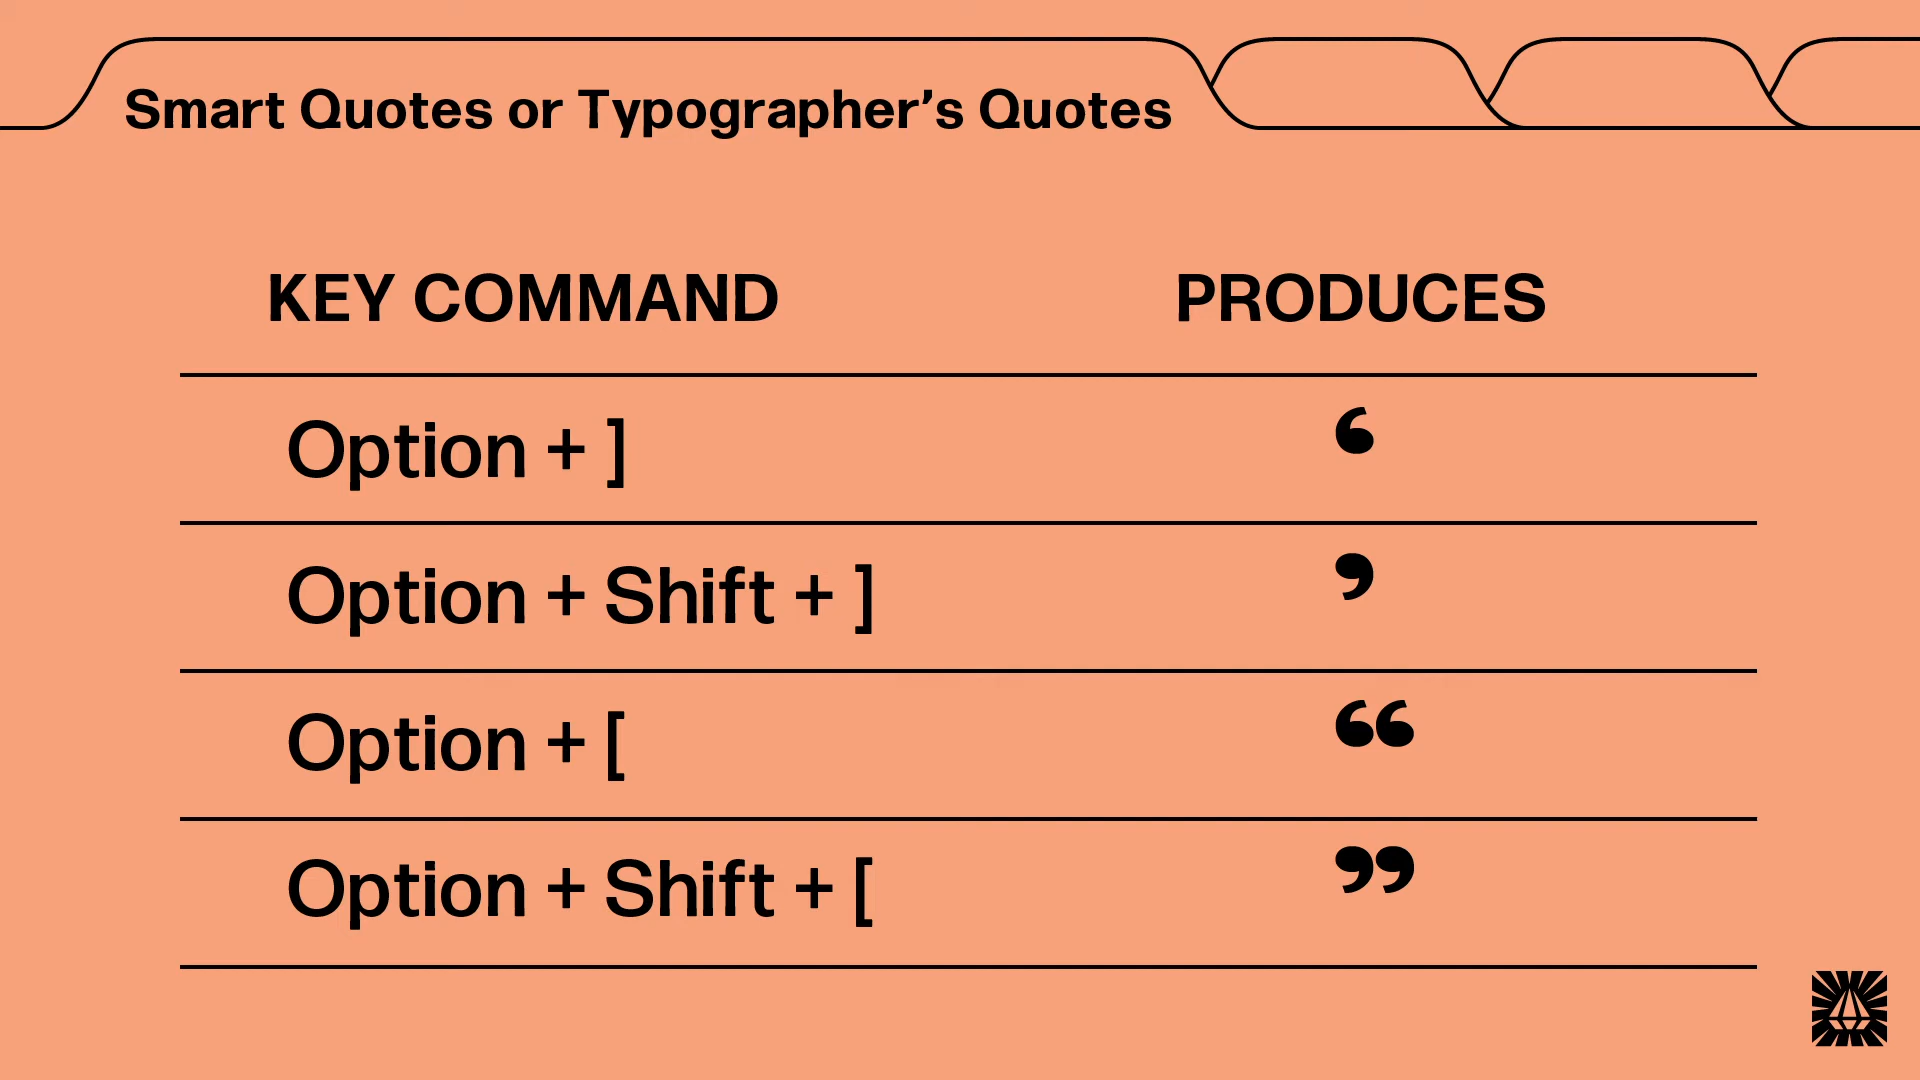 Smart Quotes or Typographer’s Quotes
KEY COMMAND PRODUCES
Option + ] ‘
Option + Shift + ] ’
Option + [ “
Option + Shift + [ ”